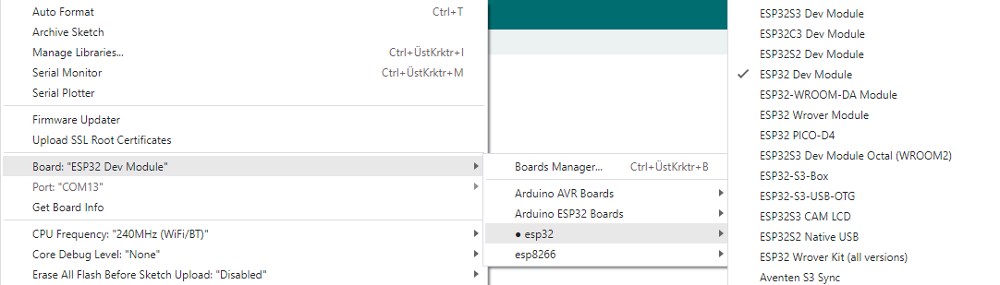 Auto Format Ctrl+T
Archive Sketch
Manage Libraries... Ctrl+ÜstKrktr+I
Serial Monitor Ctrl+ÜstKrktr+M
Serial Plotter
Firmware Updater
Upload SSL Root Certificates
Board: "ESP32 Dev Module"
Port: "COM13"
Get Board Info
CPU Frequency: "240MHz (WiFi/BT)"
Core Debug Level: "None"
Erase All Flash Before Sketch Upload: "Disabled"
Boards Manager... Ctrl+ÜstKrktr+B
Arduino AVR Boards
Arduino ESP32 Boards
● esp32
esp8266
ESP32S3 Dev Module
ESP32C3 Dev Module
ESP32S2 Dev Module
ESP32 Dev Module
ESP32-WROOM-DA Module
ESP32 Wrover Module
ESP32 PICO-D4
ESP32S3 Dev Module Octal (WROOM2)
ESP32-S3-Box
ESP32-S3-USB-OTG
ESP32S3 CAM LCD
ESP32S2 Native USB
ESP32 Wrover Kit (all versions)
Aventen S3 Sync